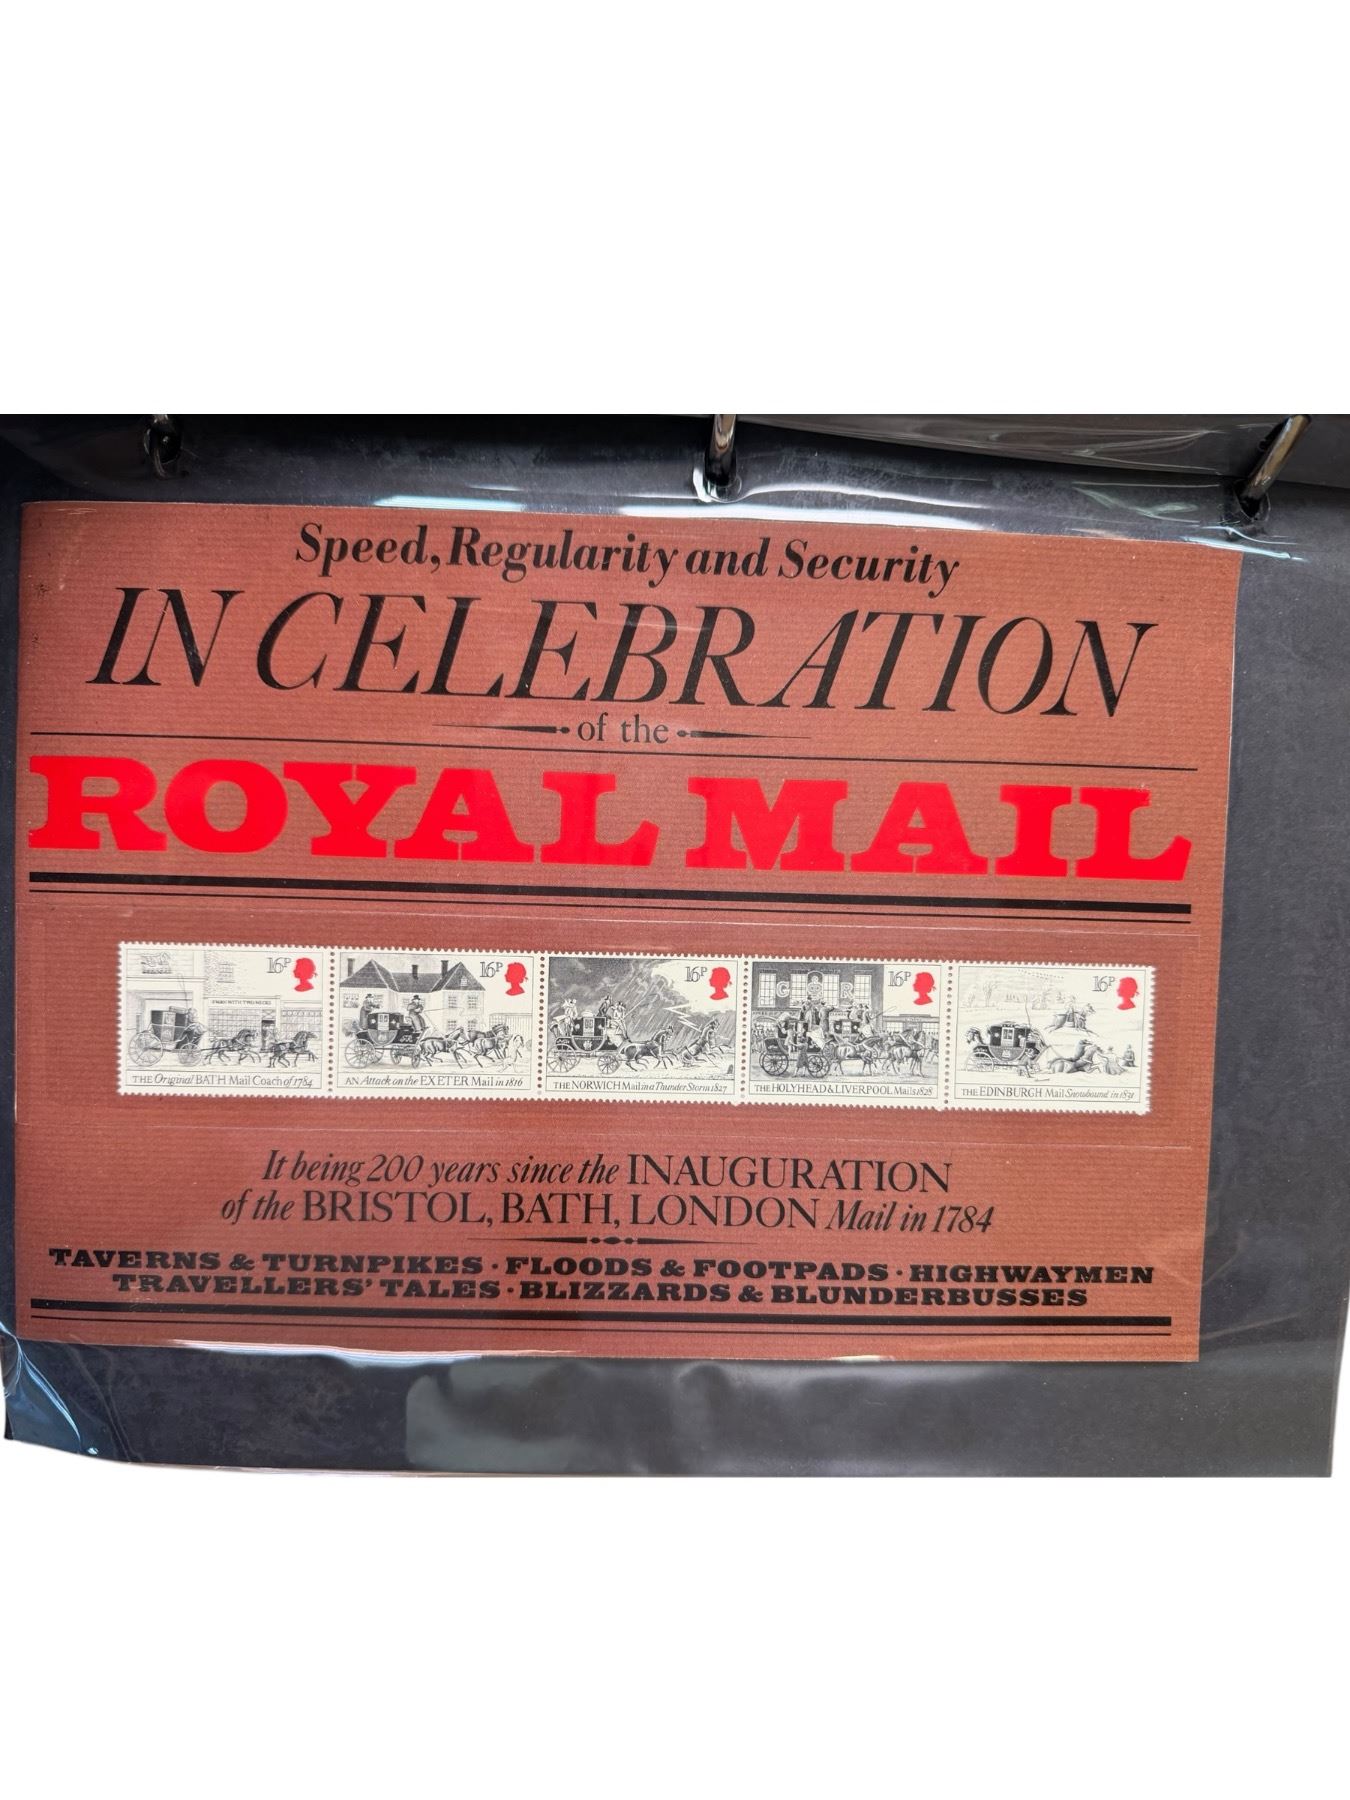 Speed, Regularity and Security
IN CELEBRATION
of the
ROYAL MAIL
16P
THE Original BATH Mail Coach of 1784
16P
AN Attack on the EXETER Mail in 1816
16P
THE NORWICH Mail in a Thunder Storm 1827
G R
16P
THE HOLYHEAD & LIVERPOOL Mails 1828
16P
THE EDINBURGH Mail Snowbound in 1831
It being 200 years since the INAUGURATION
of the BRISTOL, BATH, LONDON Mail in 1784
TAVERNS & TURNPIKES · FLOODS & FOOTPADS · HIGHWAYMEN
TRAVELLERS' TALES · BLIZZARDS & BLUNDERBUSSES